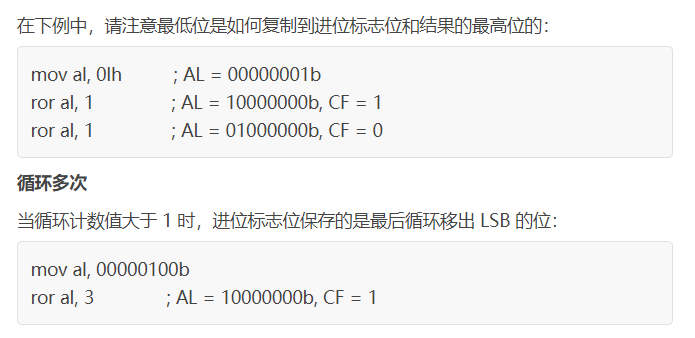 在下例中，请注意最低位是如何复制到进位标志位和结果的最高位的：
mov al, 0lh ; AL = 00000001b
ror al, 1 ; AL = 10000000b, CF = 1
ror al, 1 ; AL = 01000000b, CF = 0
循环多次
当循环计数值大于 1 时，进位标志位保存的是最后循环移出 LSB 的位：
mov al, 00000100b
ror al, 3 ; AL = 10000000b, CF = 1